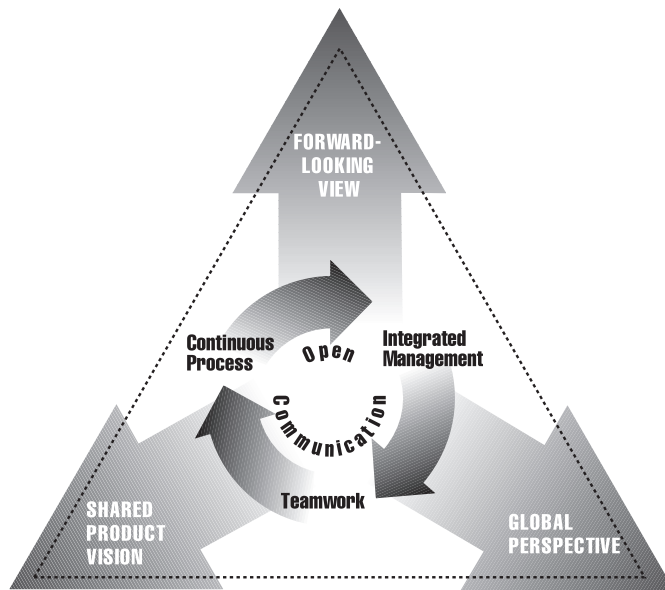 FORWARD-
LOOKING
VIEW
Continuous
Process
Open
Communication
Integrated
Management
Teamwork
SHARED
PRODUCT
VISION
GLOBAL
PERSPECTIVE